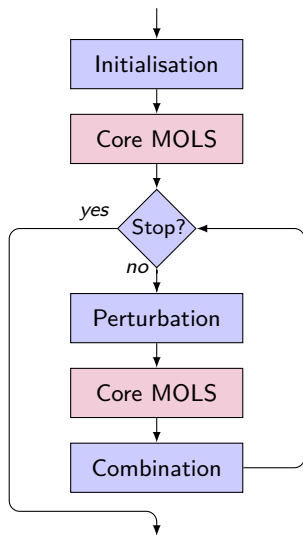 Initialisation
Core MOLS
yes
Stop?
no
Perturbation
Core MOLS
Combination